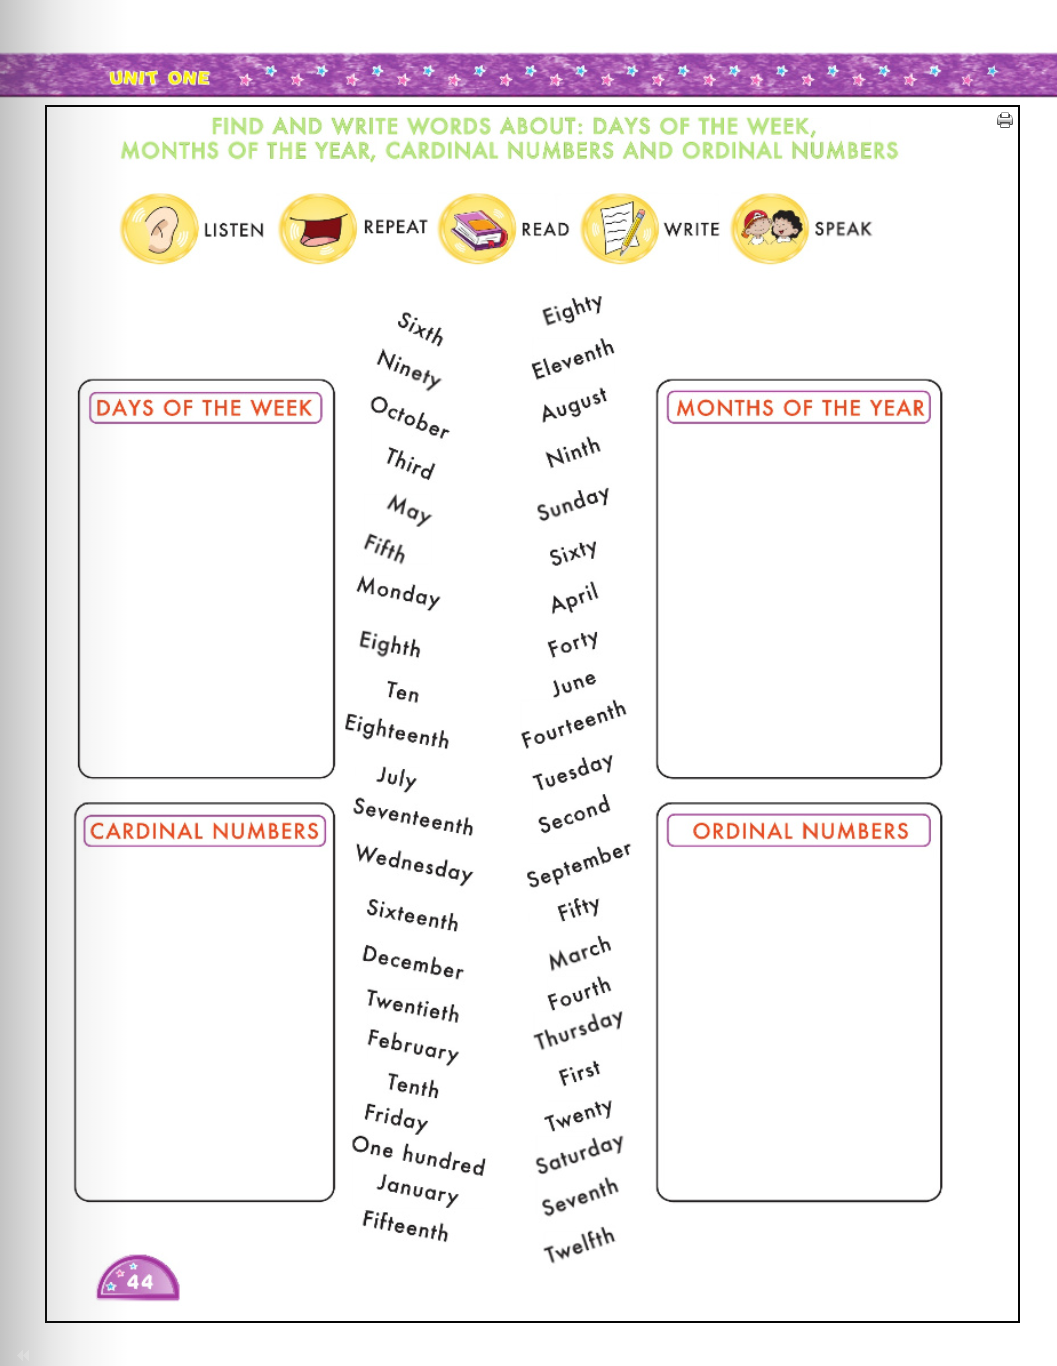 UNIT ONE
FIND AND WRITE WORDS ABOUT: DAYS OF THE WEEK,
MONTHS OF THE YEAR, CARDINAL NUMBERS AND ORDINAL NUMBERS
LISTEN
REPEAT
READ
WRITE
SPEAK
DAYS OF THE WEEK
Sixth
Ninety
October
Third
May
Fifth
Monday
Eighth
Ten
Eighteenth
July
Seventeenth
Wednesday
Sixteenth
December
Twentieth
February
Tenth
Friday
One hundred
January
Fifteenth
Eighty
Eleventh
August
Ninth
Sunday
Sixty
April
Forty
June
Fourteenth
Tuesday
Second
September
Fifty
March
Fourth
Thursday
First
Twenty
Saturday
Seventh
Twelfth
MONTHS OF THE YEAR
CARDINAL NUMBERS
ORDINAL NUMBERS
44
44